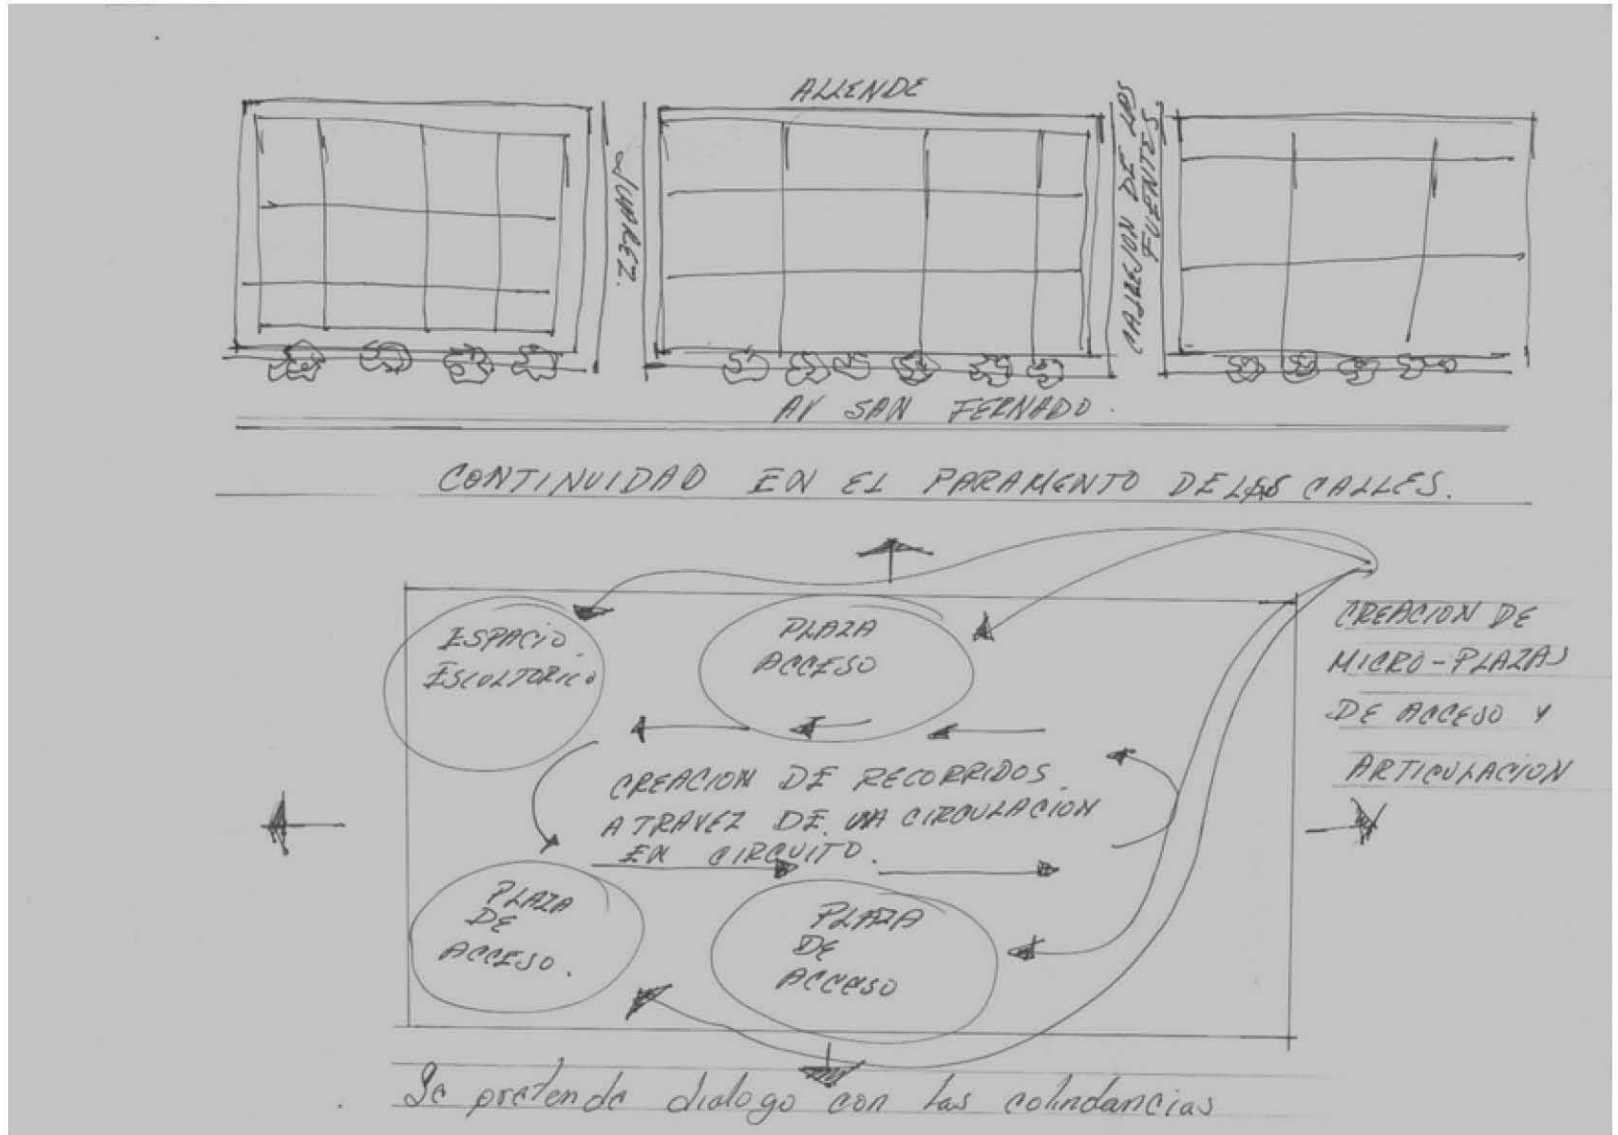 ALLENDE
JUAREZ.
CALLEJON DE LAS
FUENTES
AV SAN FERNADO.
CONTINUIDAD EN EL PARAMENTO DE LAS CALLES.
ESPACIO.
ESCULTORICO
PLAZA
ACCESO
CREACION DE
MICRO-PLAZAS
DE ACCESO Y
ARTICULACION
CREACION DE RECORRIDOS.
ATRAVEZ DE UNA CIRCULACION
EN CIRCUITO.
PLAZA
DE
ACCESO.
PLAZA
DE
ACCESO
Se pretende dialogo con las colindancias